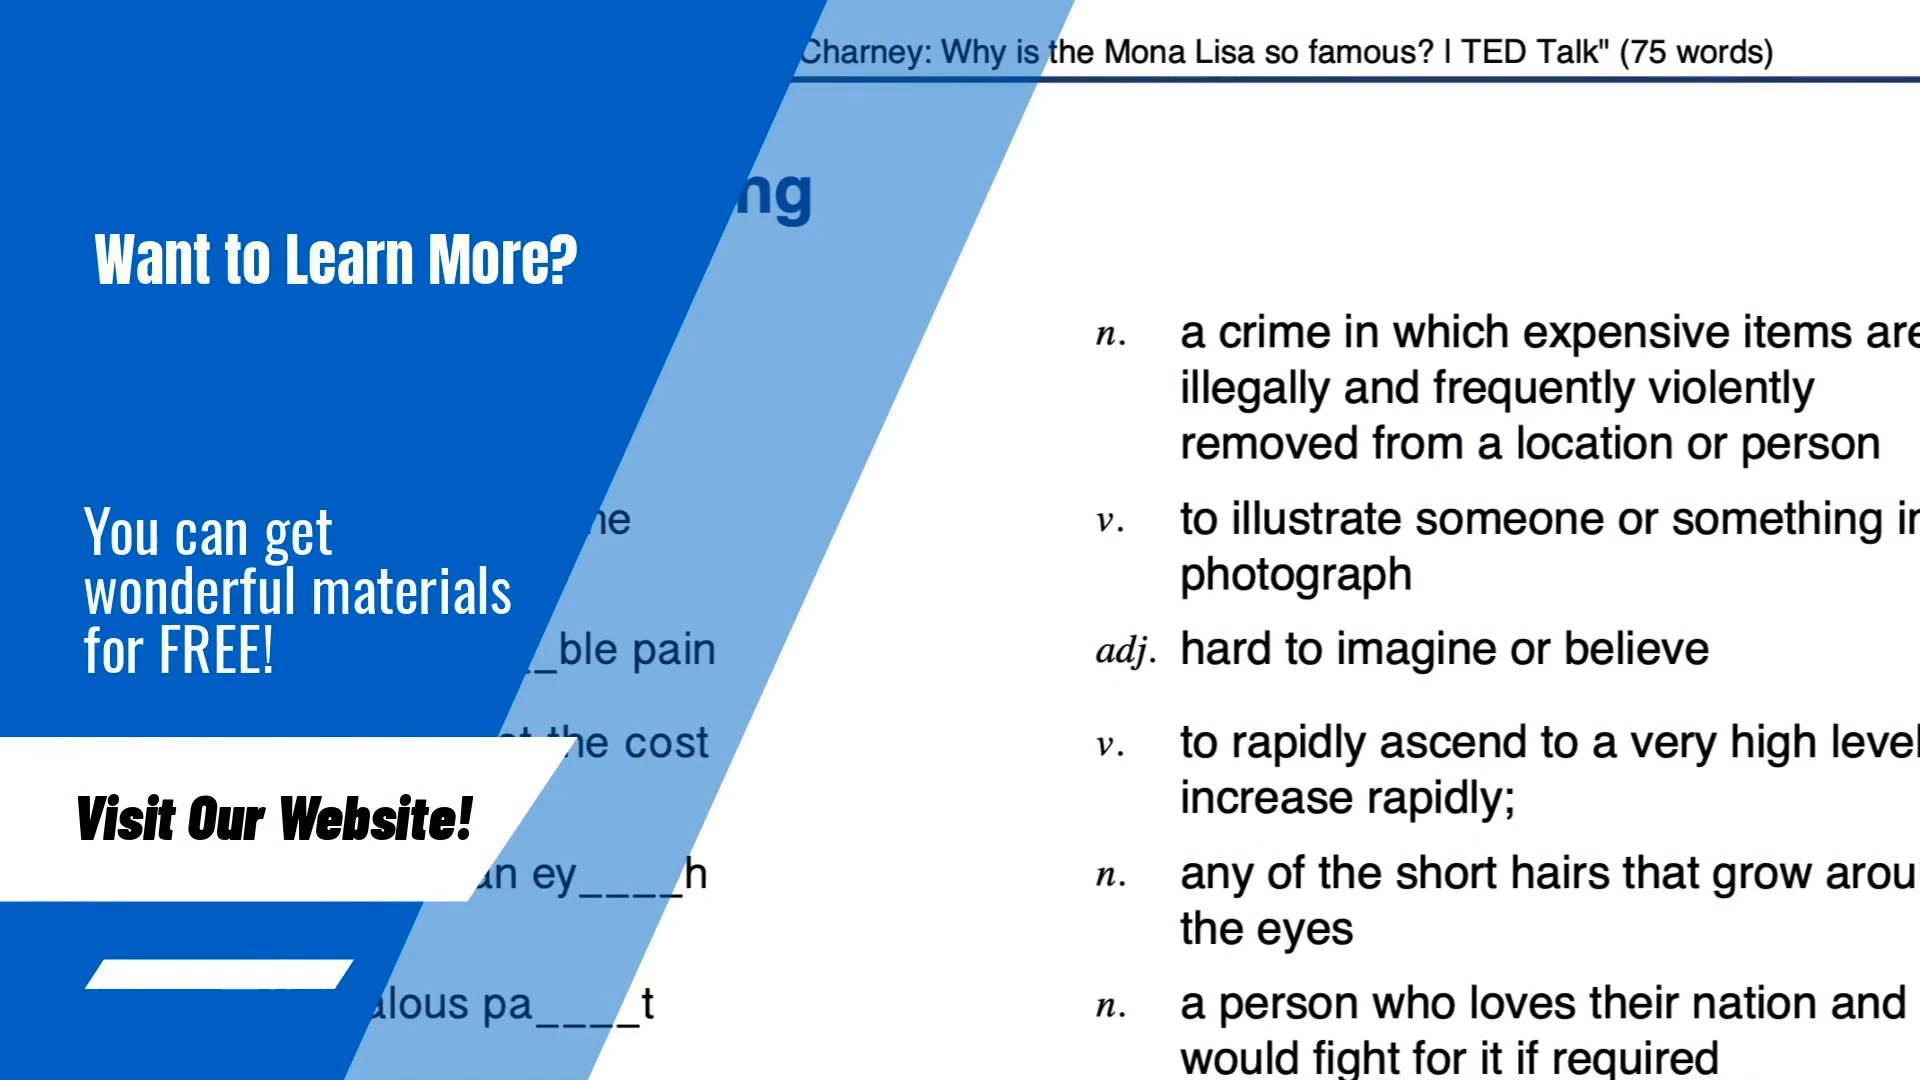 Charney: Why is the Mona Lisa so famous? | TED Talk" (75 words)
Want to Learn More?
You can get
wonderful materials
for FREE!
Visit Our Website!
n. a crime in which expensive items are
illegally and frequently violently
removed from a location or person
v. to illustrate someone or something in
photograph
_ble pain adj. hard to imagine or believe
the cost v. to rapidly ascend to a very high level
increase rapidly;
ey____h n. any of the short hairs that grow
the eyes
pa____t n. a person who loves their nation and
would fight for it if required